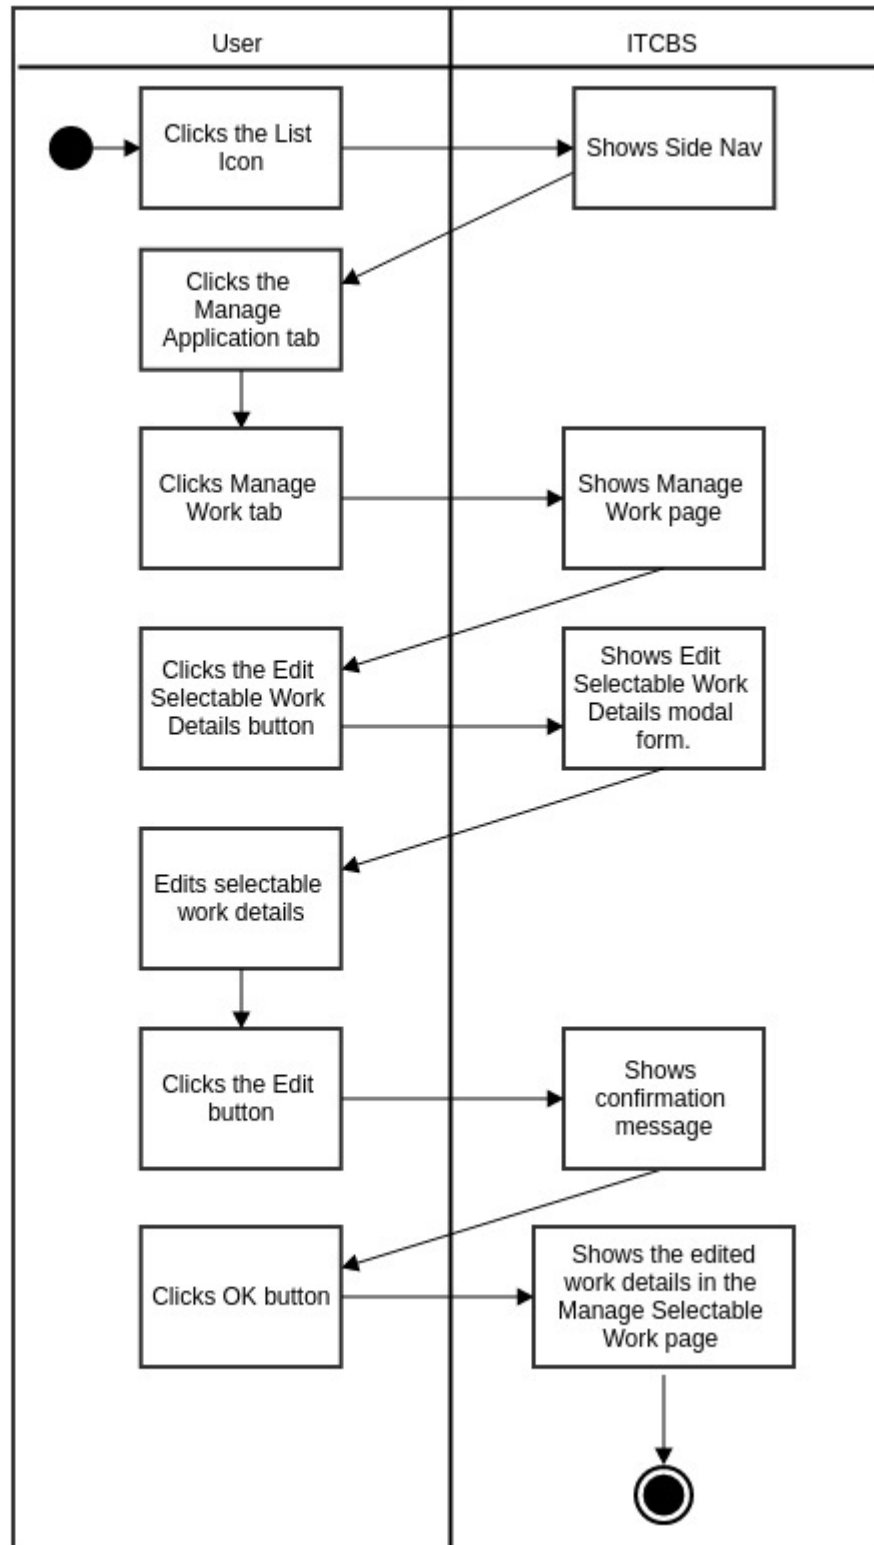 User
ITCBS
Clicks the List
Icon
Shows Side Nav
Clicks the
Manage
Application tab
Clicks Manage
Work tab
Shows Manage
Work page
Clicks the Edit
Selectable Work
Details button
Shows Edit
Selectable Work
Details modal
form.
Edits selectable
work details
Clicks the Edit
button
Shows
confirmation
message
Clicks OK button
Shows the edited
work details in the
Manage Selectable
Work page